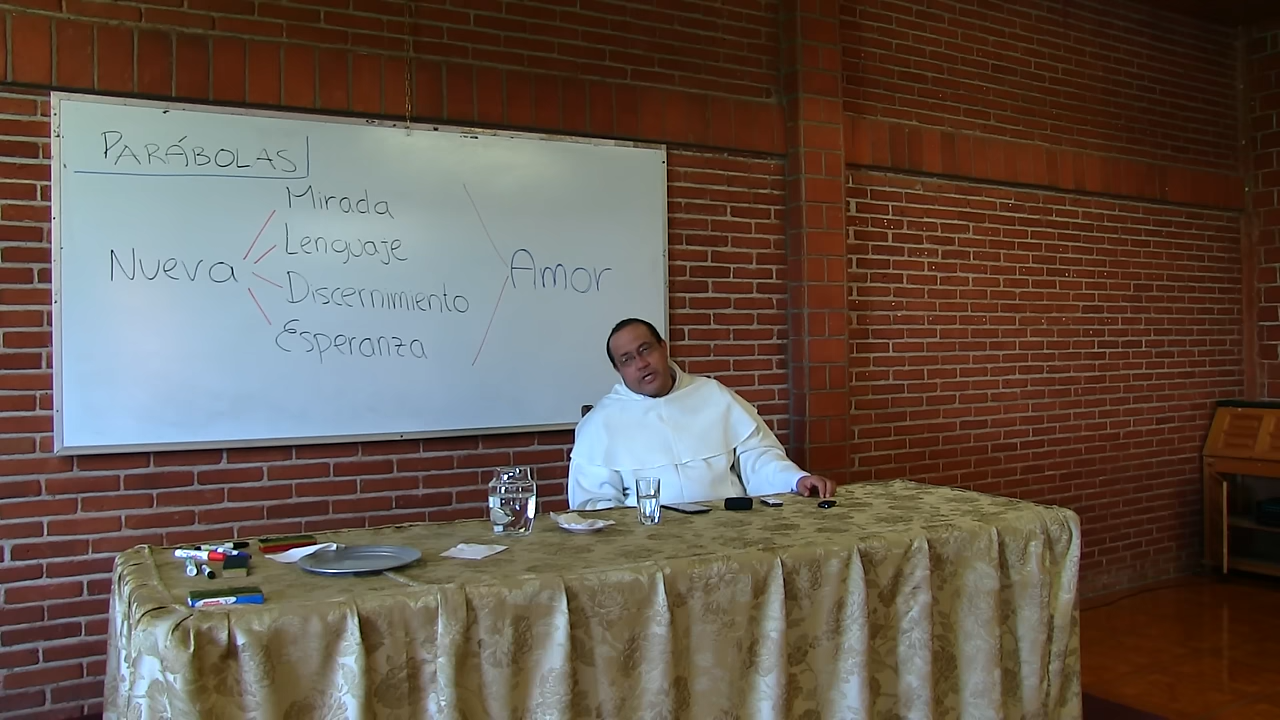 PARÁBOLAS
Mirada
Lenguaje
Nueva
Amor
Discernimiento
Esperanza